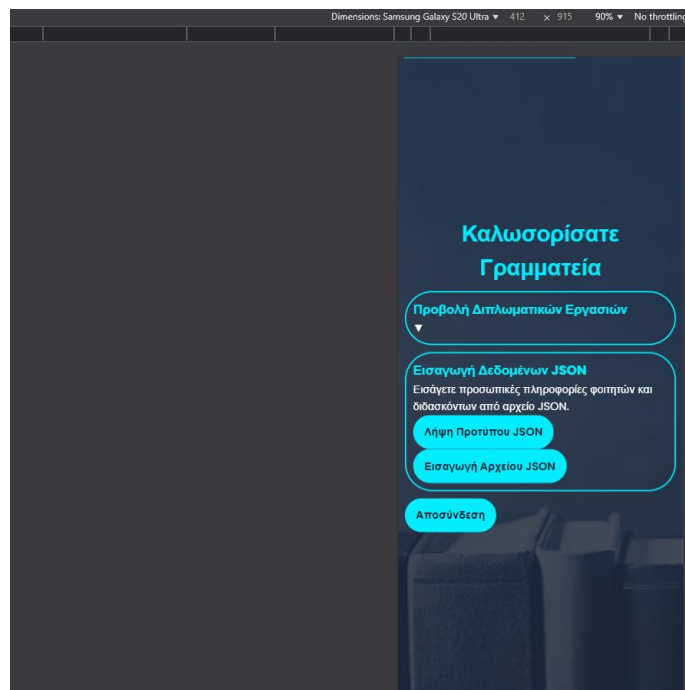 Dimensions: Samsung Galaxy S20 Ultra ▼ 412 × 915 90% ▼ No throttling
Καλωσορίσατε
Γραμματεία
Προβολή Διπλωματικών Εργασιών
▼
Εισαγωγή Δεδομένων JSON
Εισάγετε προσωπικές πληροφορίες φοιτητών και
διδασκόντων από αρχείο JSON.
Λήψη Προτύπου JSON
Εισαγωγή Αρχείου JSON
Αποσύνδεση